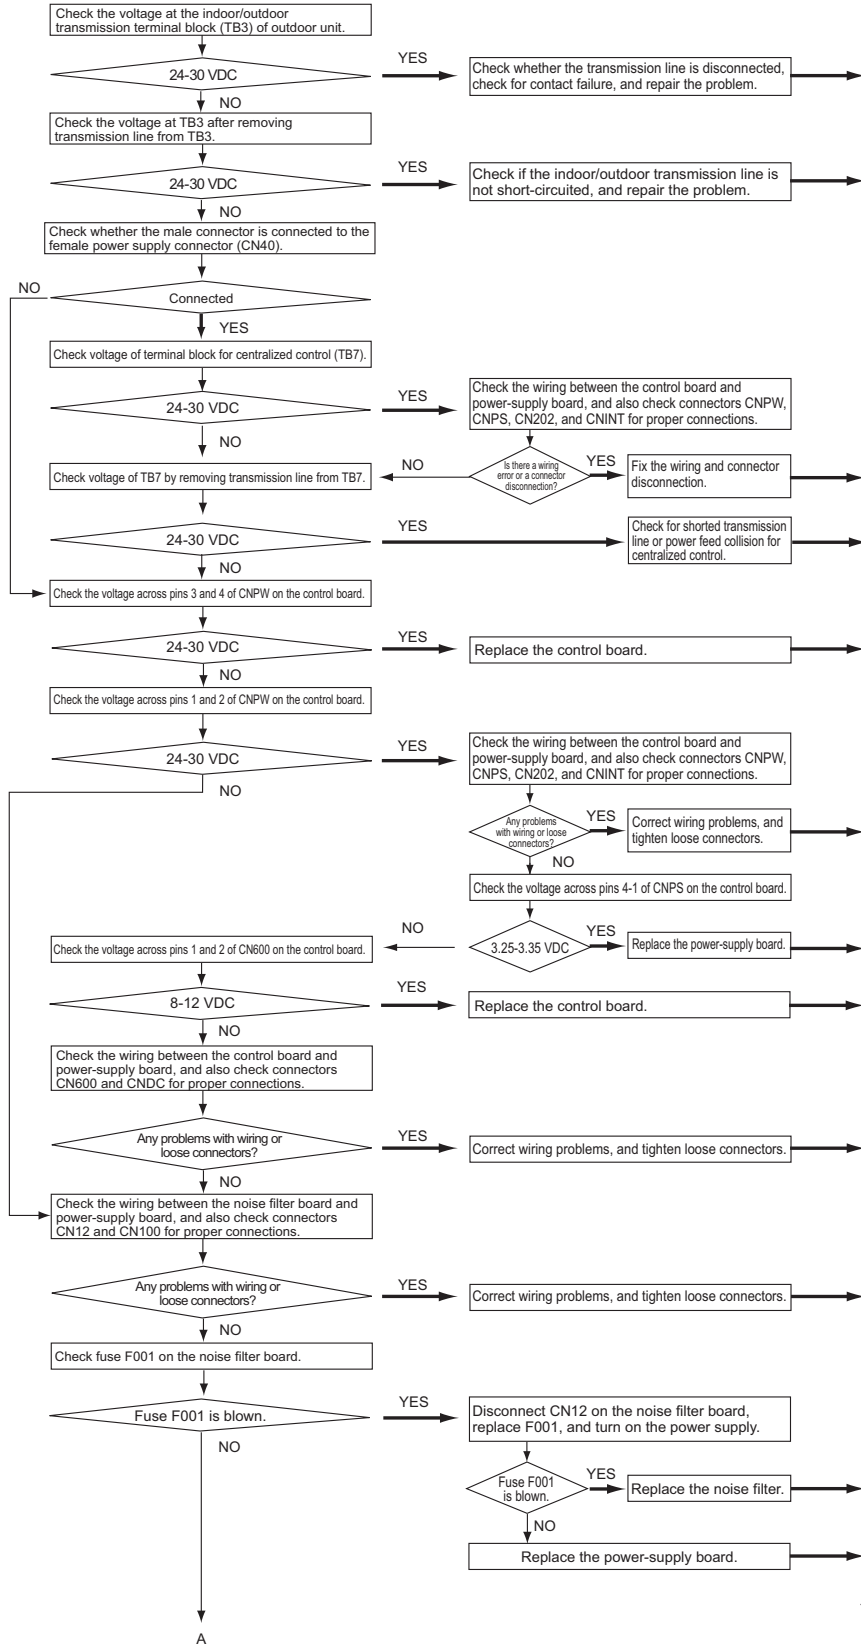 Check the voltage at the indoor/outdoor
transmission terminal block (TB3) of outdoor unit.
24-30 VDC
YES
Check whether the transmission line is disconnected,
check for contact failure, and repair the problem.
NO
Check the voltage at TB3 after removing
transmission line from TB3.
24-30 VDC
YES
Check if the indoor/outdoor transmission line is
not short-circuited, and repair the problem.
NO
Check whether the male connector is connected to the
female power supply connector (CN40).
NO
Connected
YES
Check voltage of terminal block for centralized control (TB7).
24-30 VDC
YES
Check the wiring between the control board and
power-supply board, and also check connectors CNPW,
CNPS, CN202, and CNINT for proper connections.
NO
Is there a wiring
error or a connector
disconnection?
YES
Fix the wiring and connector
disconnection.
NO
Check voltage of TB7 by removing transmission line from TB7.
24-30 VDC
YES
Check for shorted transmission
line or power feed collision for
centralized control.
NO
Check the voltage across pins 3 and 4 of CNPW on the control board.
24-30 VDC
YES
Replace the control board.
NO
Check the voltage across pins 1 and 2 of CNPW on the control board.
24-30 VDC
YES
Check the wiring between the control board and
power-supply board, and also check connectors CNPW,
CNPS, CN202, and CNINT for proper connections.
NO
Any problems
with wiring or loose
connectors?
YES
Correct wiring problems, and
tighten loose connectors.
NO
Check the voltage across pins 4-1 of CNPS on the control board.
3.25-3.35 VDC
YES
Replace the power-supply board.
NO
Check the voltage across pins 1 and 2 of CN600 on the control board.
8-12 VDC
YES
Replace the control board.
NO
Check the wiring between the control board and
power-supply board, and also check connectors
CN600 and CNDC for proper connections.
Any problems with wiring or
loose connectors?
YES
Correct wiring problems, and tighten loose connectors.
NO
Check the wiring between the noise filter board and
power-supply board, and also check connectors
CN12 and CN100 for proper connections.
Any problems with wiring or
loose connectors?
YES
Correct wiring problems, and tighten loose connectors.
NO
Check fuse F001 on the noise filter board.
Fuse F001 is blown.
YES
Disconnect CN12 on the noise filter board,
replace F001, and turn on the power supply.
NO
Fuse F001
is blown.
YES
Replace the noise filter.
NO
Replace the power-supply board.
A